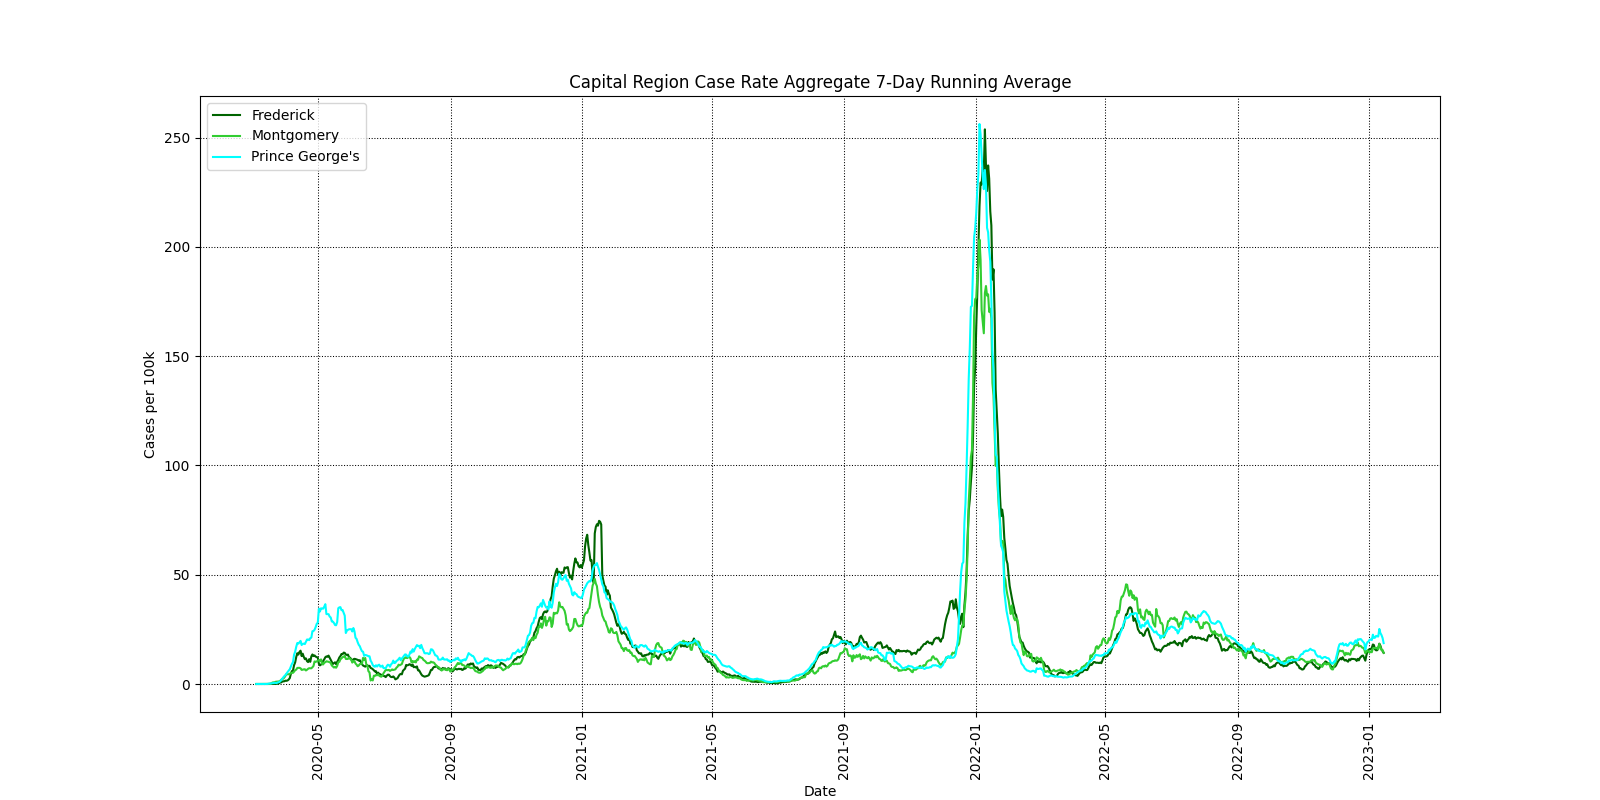 Capital Region Case Rate Aggregate 7-Day Running Average
Frederick
Montgomery
Prince George's
250
200
150
100
50
0
Cases per 100k
2020-05
2020-09
2021-01
2021-05
2021-09
2022-01
2022-05
2022-09
2023-01
Date